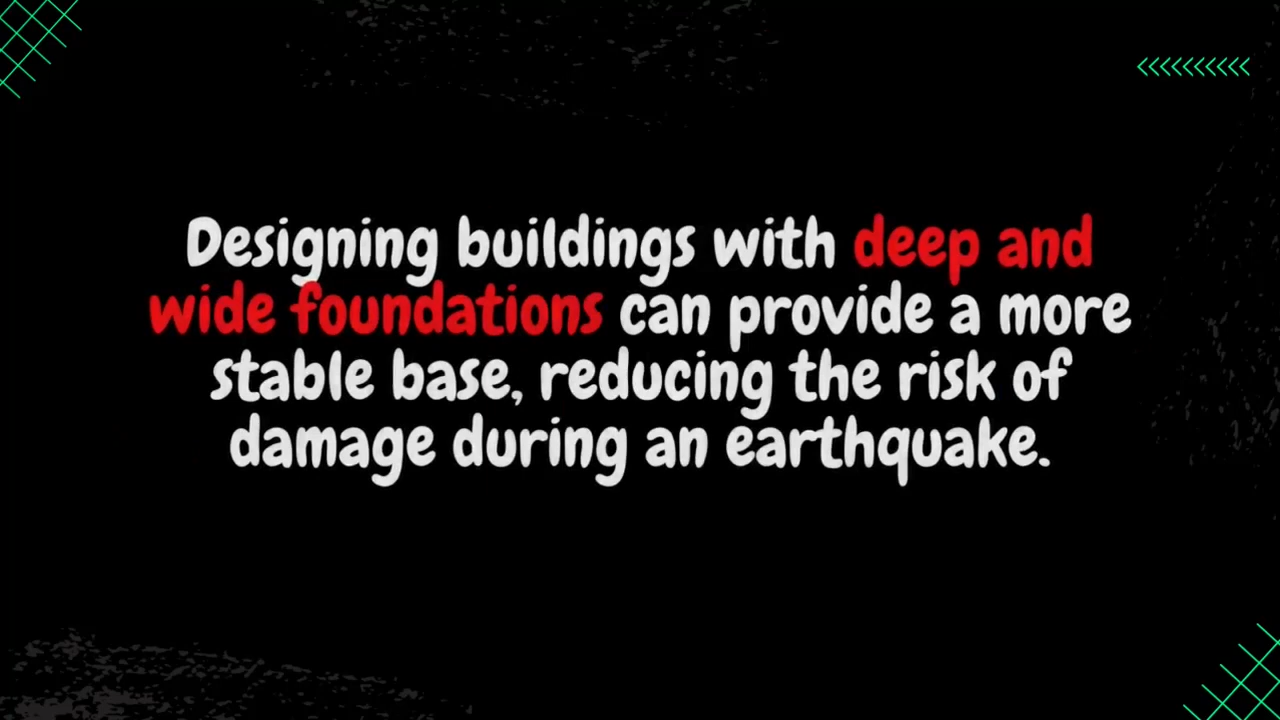 Designing buildings with deep and
wide foundations can provide a more
stable base, reducing the risk of
damage during an earthquake.